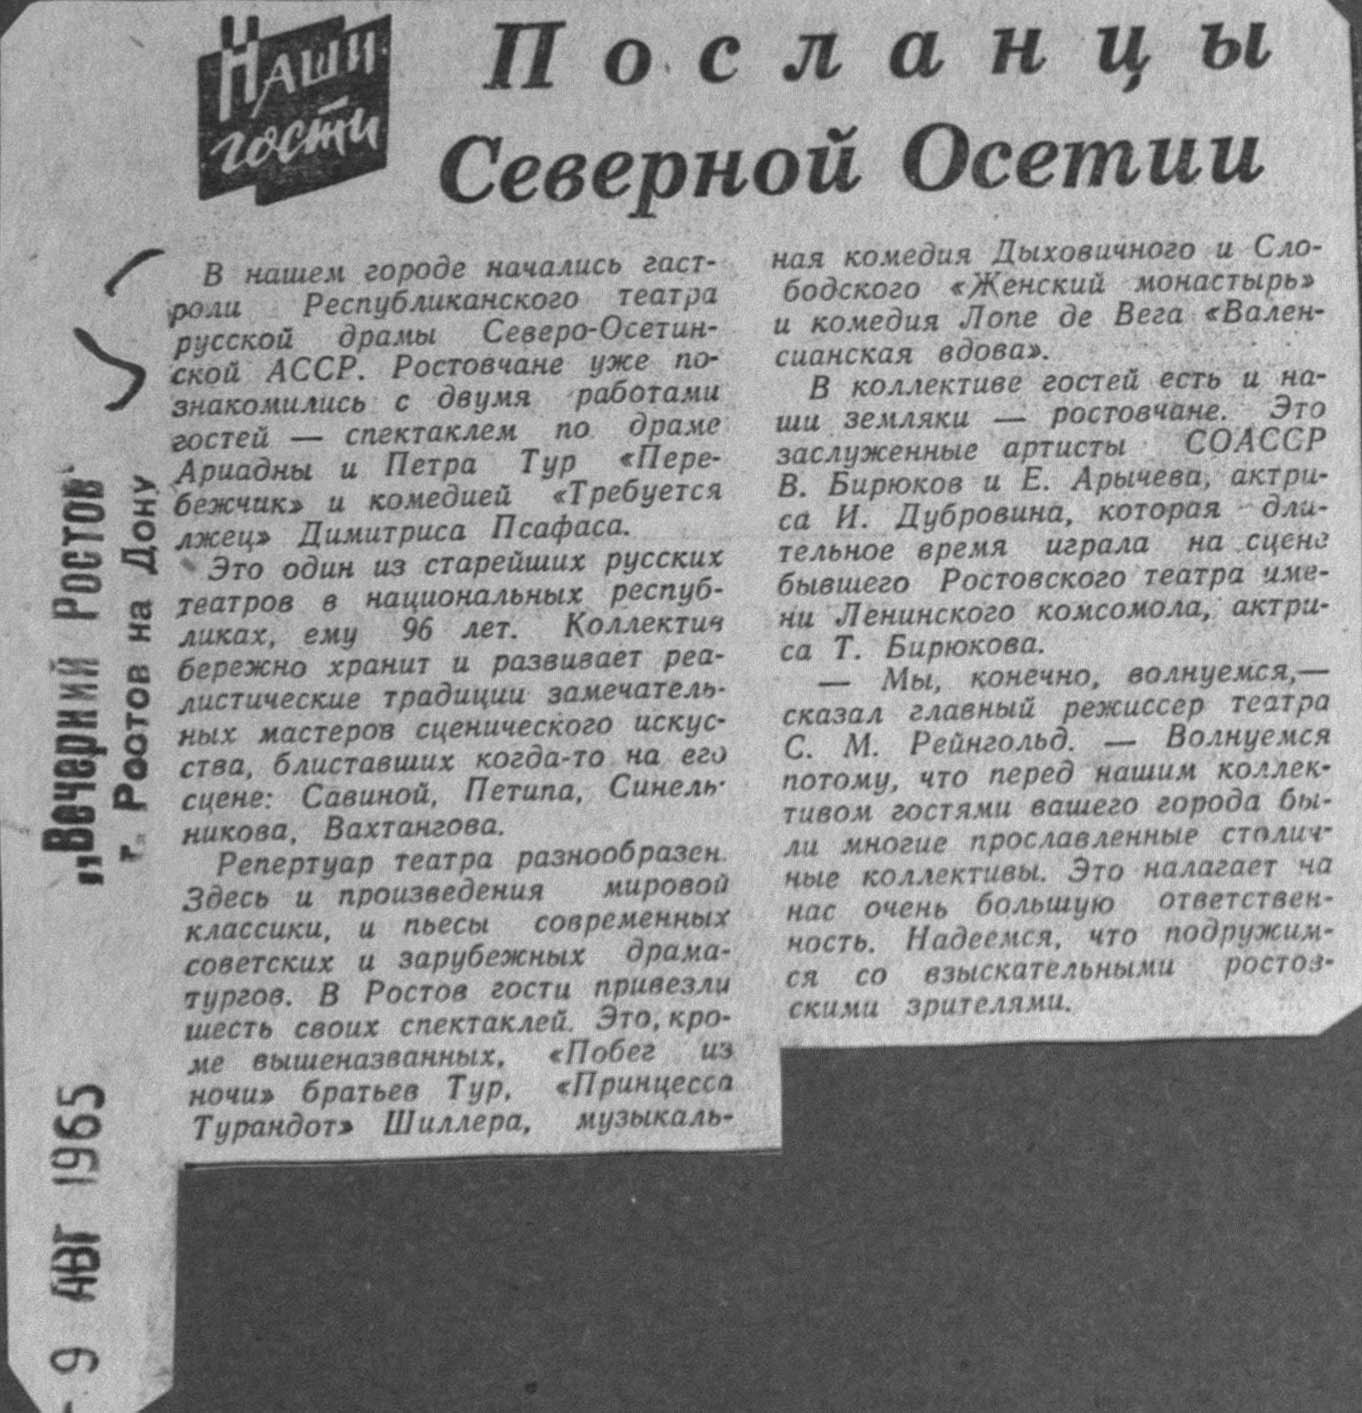 Наши
гости
Посланцы
Северной Осетии
В нашем городе начались гаст-
роли Республиканского театра
русской драмы Северо-Осетин-
ской АССР. Ростовчане уже по-
знакомились с двумя работами
гостей — спектаклем по драме
Ариадны и Петра Тур «Пере-
бежчик» и комедией «Требуется
лжец» Димитриса Псафаса.
Это один из старейших русских
театров в национальных респуб-
ликах, ему 96 лет. Коллектив
бережно хранит и развивает реа-
листические традиции замечатель-
ных мастеров сценического искус-
ства, блиставших когда-то на его
сцене: Савиной, Петипа, Синель-
никова, Вахтангова.
Репертуар театра разнообразен.
Здесь и произведения мировой
классики, и пьесы современных
советских и зарубежных драма-
тургов. В Ростов гости привезли
шесть своих спектаклей. Это, кро-
ме вышеназванных, «Побег из
ночи» братьев Тур, «Принцесса
Турандот» Шиллера, музыкаль-
ная комедия Дыховичного и Сло-
бодского «Женский монастырь»
и комедия Лопе де Вега «Вален-
сианская вдова».
В коллективе гостей есть и на-
ши земляки — ростовчане. Это
заслуженные артисты СОАССР
В. Бирюков и Е. Арычева, актри-
са И. Дубровина, которая дли-
тельное время играла на сцене
бывшего Ростовского театра име-
ни Ленинского комсомола, актри-
са Т. Бирюкова.
— Мы, конечно, волнуемся,—
сказал главный режиссер театра
С. М. Рейнгольд. — Волнуемся
потому, что перед нашим коллек-
тивом гостями вашего города бы-
ли многие прославленные столич-
ные коллективы. Это налагает на
нас очень большую ответствен-
ность. Надеемся, что подружим-
ся со взыскательными ростов-
скими зрителями.
„Вечерний Ростов"
г. Ростов на Дону
- 9 АВГ 1965